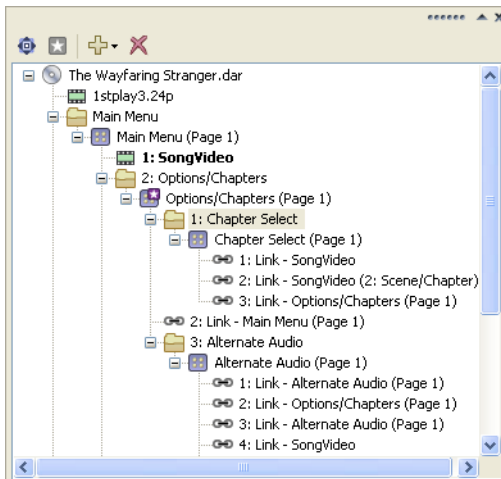 The Wayfaring Stranger.dar
1stplay3.24p
Main Menu
Main Menu (Page 1)
1: SongVideo
2: Options/Chapters
Options/Chapters (Page 1)
1: Chapter Select
Chapter Select (Page 1)
1: Link - SongVideo
2: Link - SongVideo (2: Scene/Chapter)
3: Link - Options/Chapters (Page 1)
2: Link - Main Menu (Page 1)
3: Alternate Audio
Alternate Audio (Page 1)
1: Link - Alternate Audio (Page 1)
2: Link - Options/Chapters (Page 1)
3: Link - Alternate Audio (Page 1)
4: Link - SongVideo